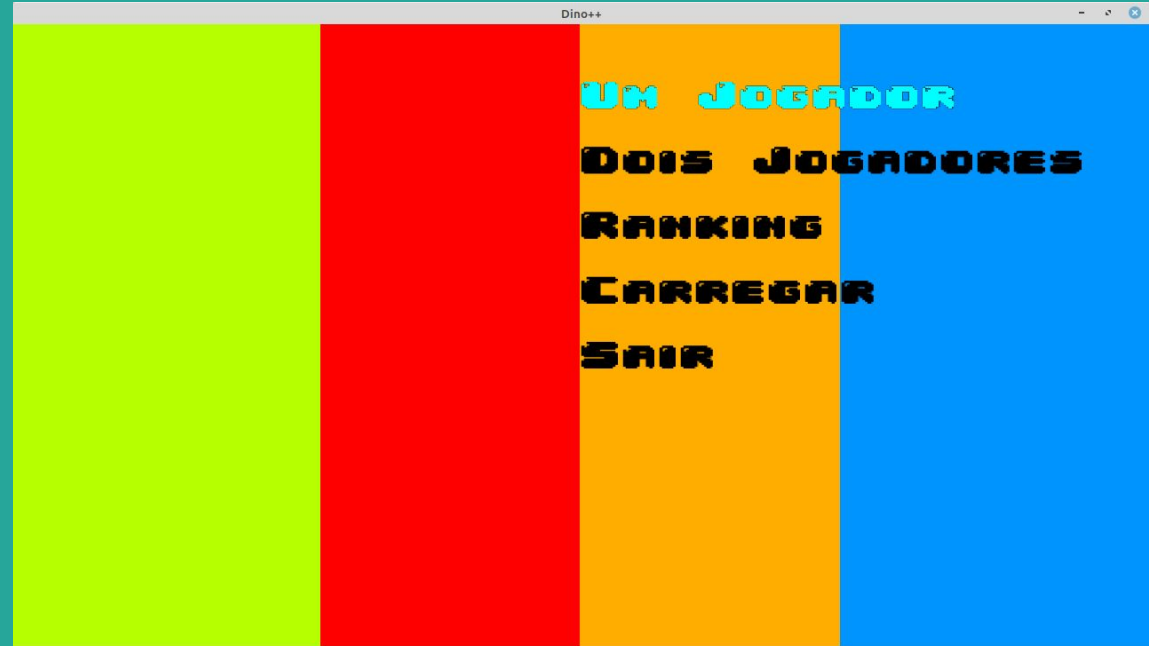 Dino++
Um Jogador
Dois Jogadores
Ranking
Carregar
Sair